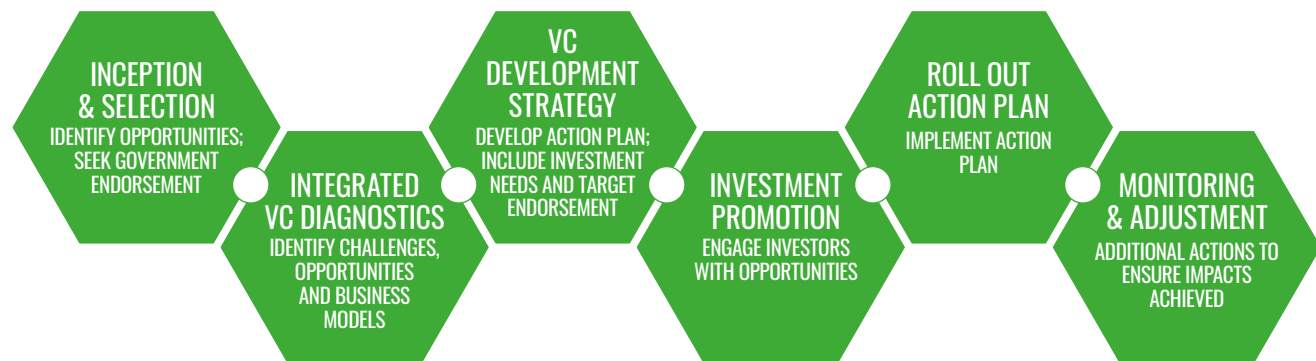 INCEPTION
& SELECTION
IDENTIFY OPPORTUNITIES;
SEEK GOVERNMENT
ENDORSEMENT
INTEGRATED
VC DIAGNOSTICS
IDENTIFY CHALLENGES,
OPPORTUNITIES
AND BUSINESS
MODELS
VC
DEVELOPMENT
STRATEGY
DEVELOP ACTION PLAN;
INCLUDE INVESTMENT
NEEDS AND TARGET
ENDORSEMENT
INVESTMENT
PROMOTION
ENGAGE INVESTORS
WITH OPPORTUNITIES
ROLL OUT
ACTION PLAN
IMPLEMENT ACTION
PLAN
MONITORING
& ADJUSTMENT
ADDITIONAL ACTIONS TO
ENSURE IMPACTS
ACHIEVED